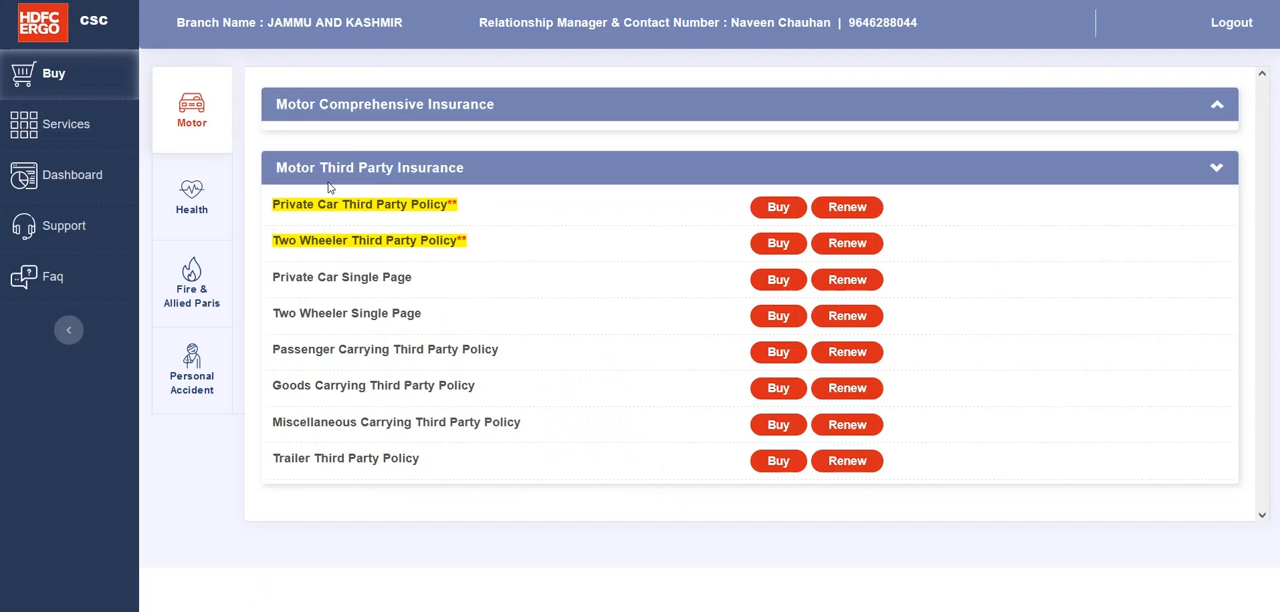 HDFC
ERGO
CSC
Branch Name : JAMMU AND KASHMIR
Relationship Manager & Contact Number : Naveen Chauhan | 9646288044
Logout
Buy
Services
Dashboard
Support
Faq
Motor
Health
Fire &
Allied Paris
Personal
Accident
Motor Comprehensive Insurance
Motor Third Party Insurance
Private Car Third Party Policy** Buy Renew
Two Wheeler Third Party Policy** Buy Renew
Private Car Single Page Buy Renew
Two Wheeler Single Page Buy Renew
Passenger Carrying Third Party Policy Buy Renew
Goods Carrying Third Party Policy Buy Renew
Miscellaneous Carrying Third Party Policy Buy Renew
Trailer Third Party Policy Buy Renew